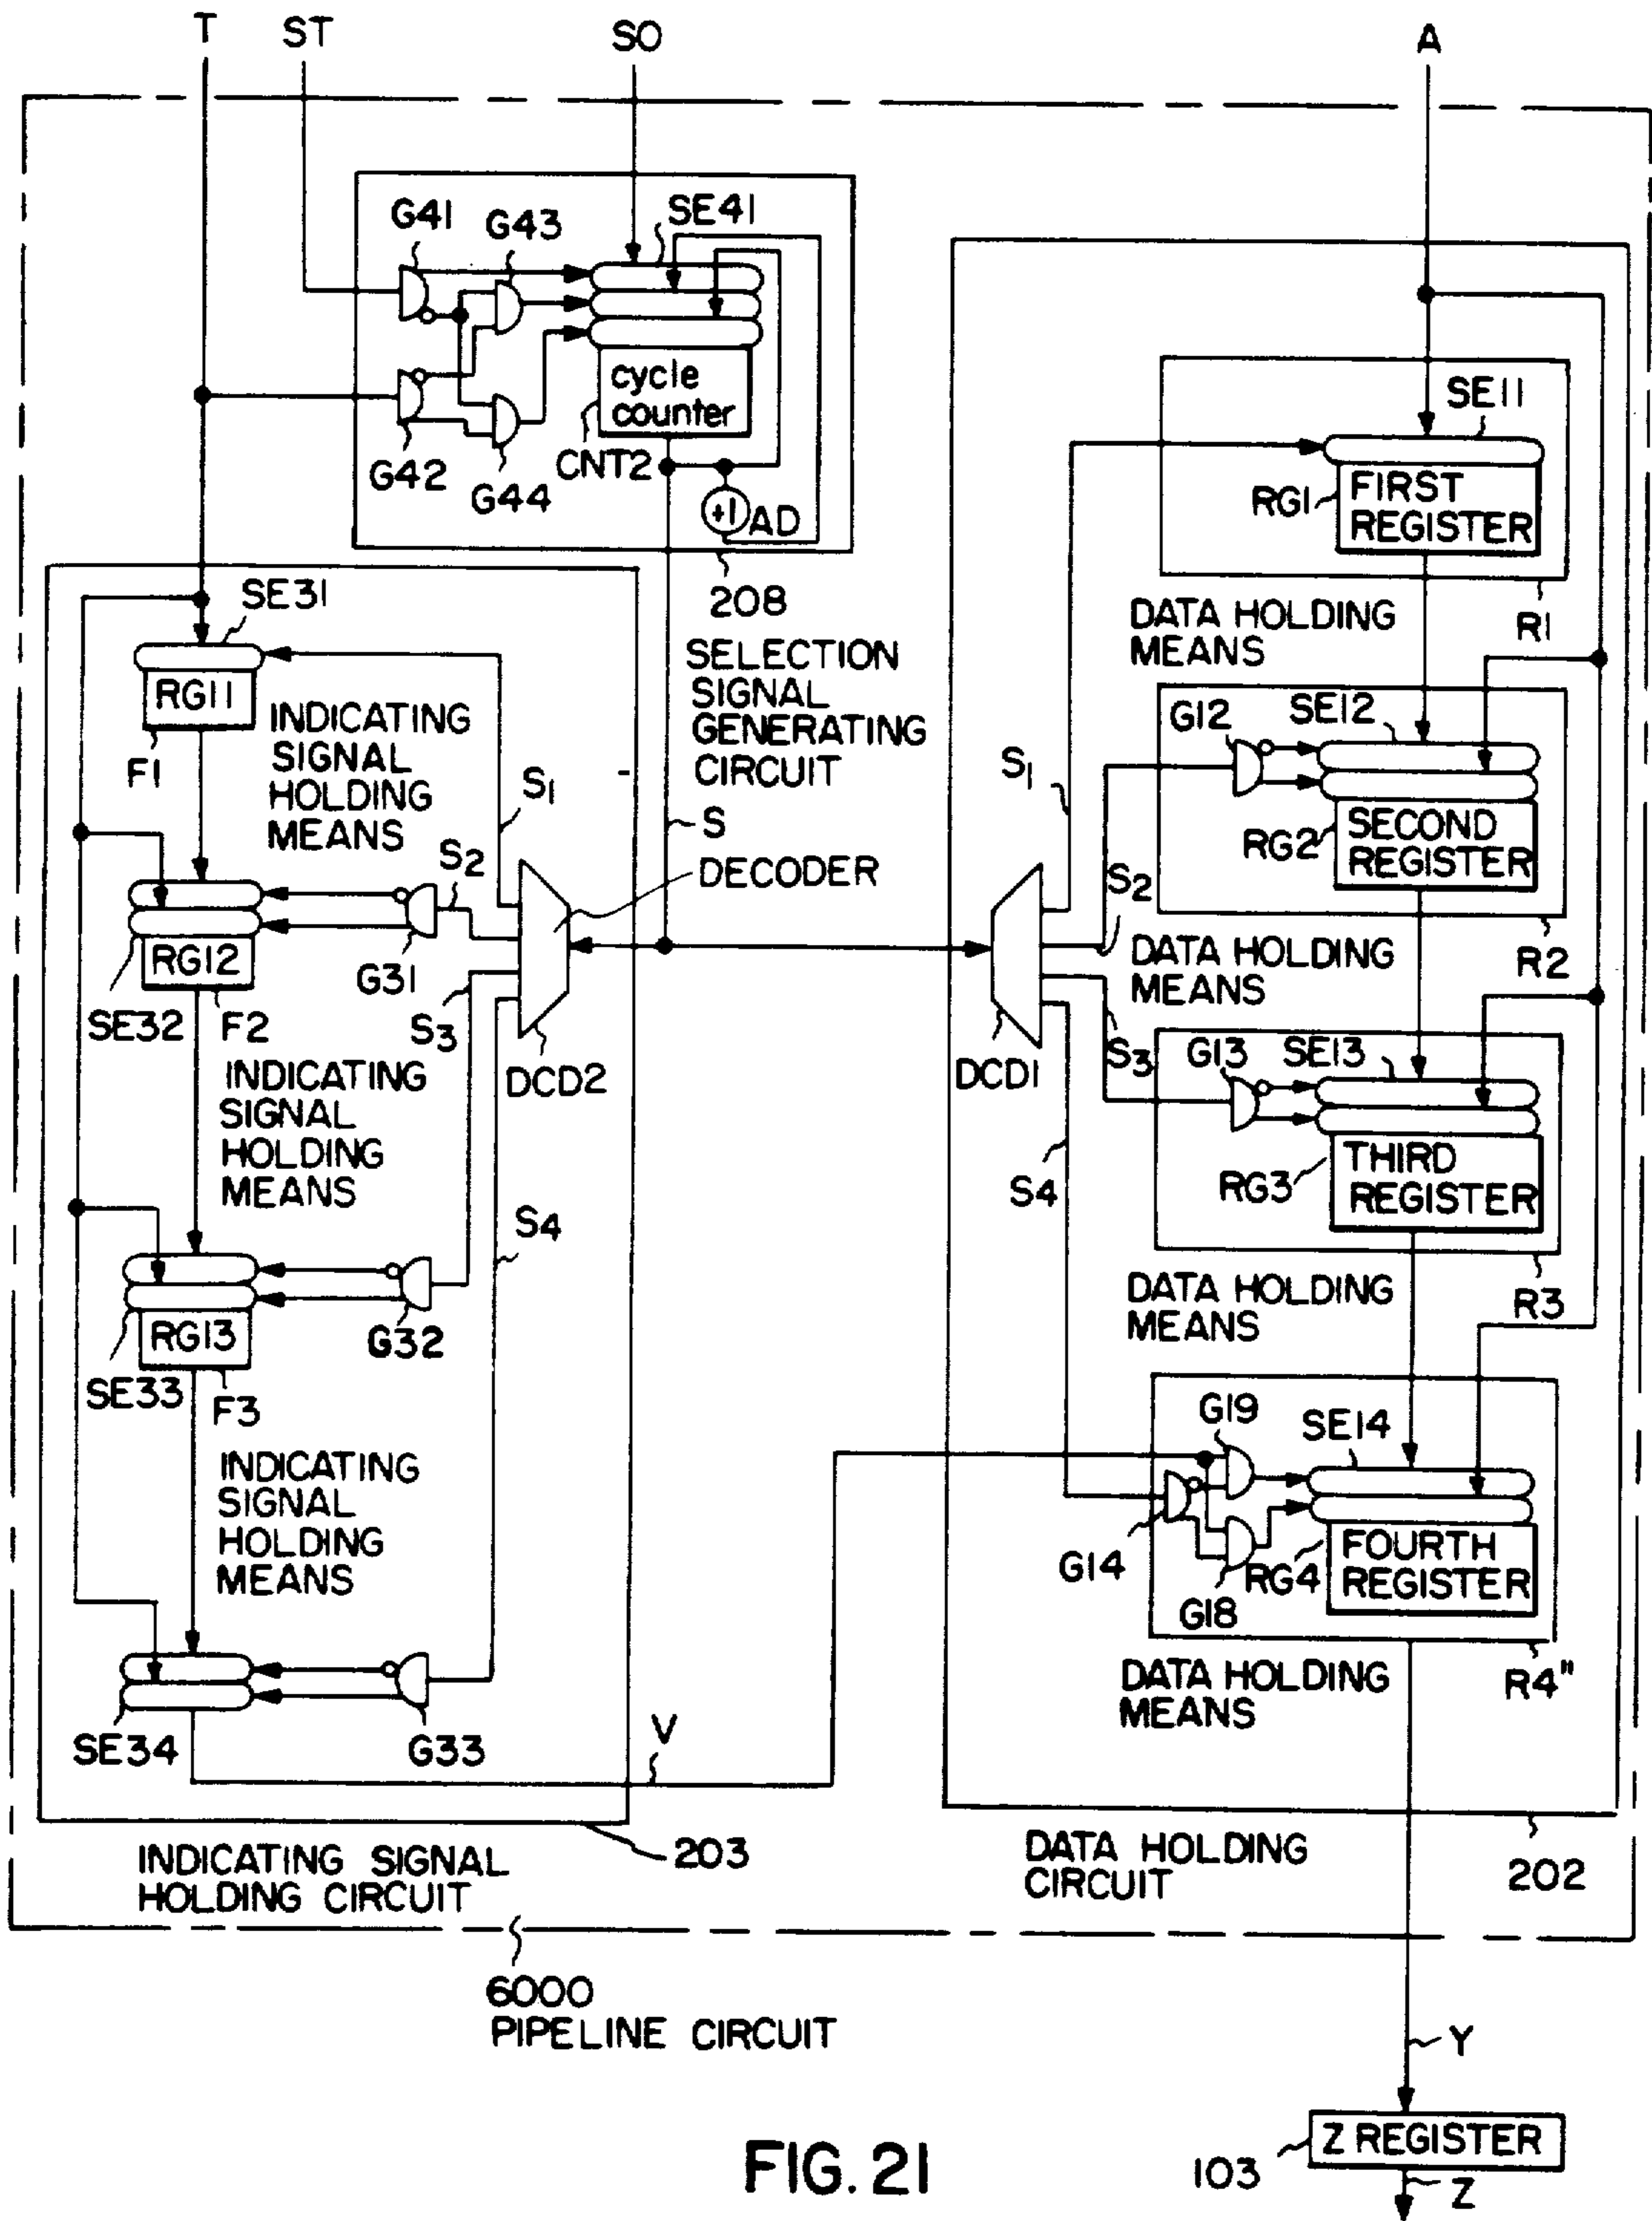 T
ST
SO
A
G41
G43
SE41
cycle
counter
G42
G44
CNT2
+1
AD
208
SELECTION
SIGNAL
GENERATING
CIRCUIT
SE11
RG1
FIRST
REGISTER
R1
DATA HOLDING
MEANS
SE31
RG11
F1
INDICATING
SIGNAL
HOLDING
MEANS
S1
S
DECODER
S1
G12
SE12
RG2
SECOND
REGISTER
R2
S2
DATA HOLDING
MEANS
S2
G31
RG12
SE32
F2
S3
DCD2
DCD1
S3
G13
SE13
RG3
THIRD
REGISTER
R3
INDICATING
SIGNAL
HOLDING
MEANS
S4
S4
DATA HOLDING
MEANS
RG13
G32
SE33
F3
INDICATING
SIGNAL
HOLDING
MEANS
G19
SE14
G14
G18
RG4
FOURTH
REGISTER
R4"
DATA HOLDING
MEANS
SE34
G33
V
INDICATING SIGNAL
HOLDING CIRCUIT
203
DATA HOLDING
CIRCUIT
202
6000
PIPELINE CIRCUIT
Y
Z REGISTER
103
Z
FIG. 21